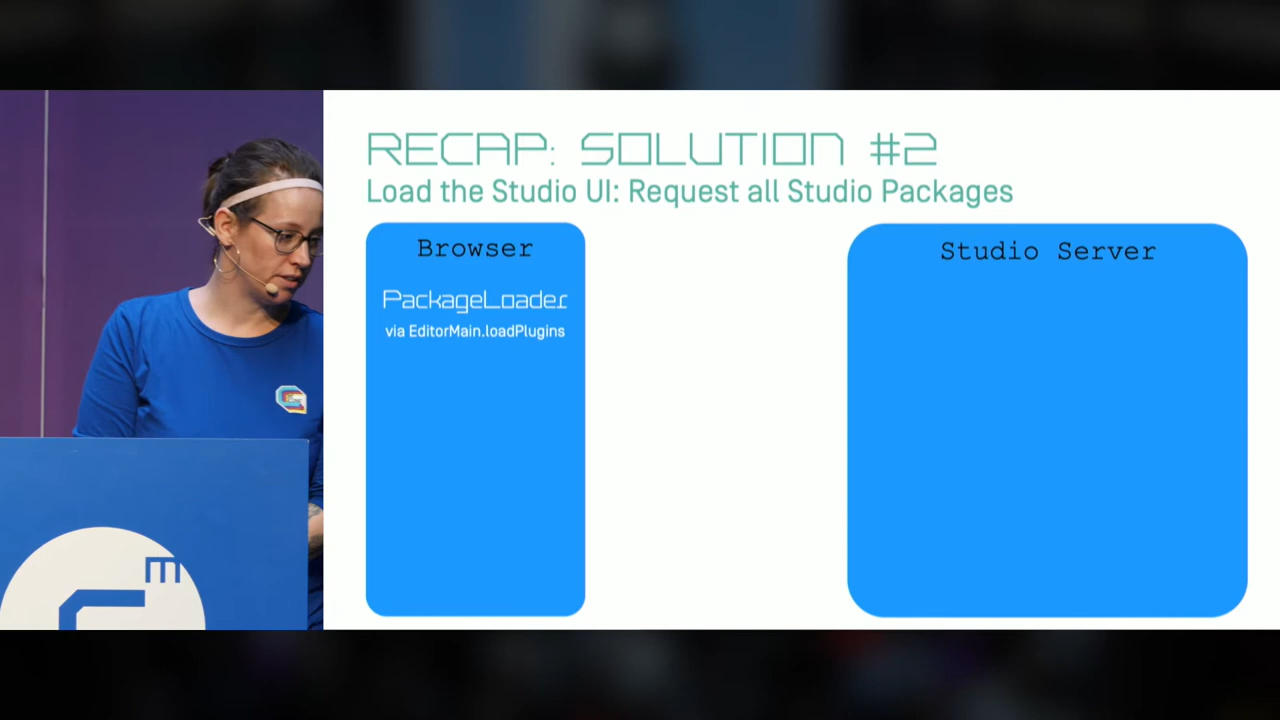 RECAP: SOLUTION #2
Load the Studio UI: Request all Studio Packages
Browser
PackageLoader
via EditorMain.loadPlugins
Studio Server
m